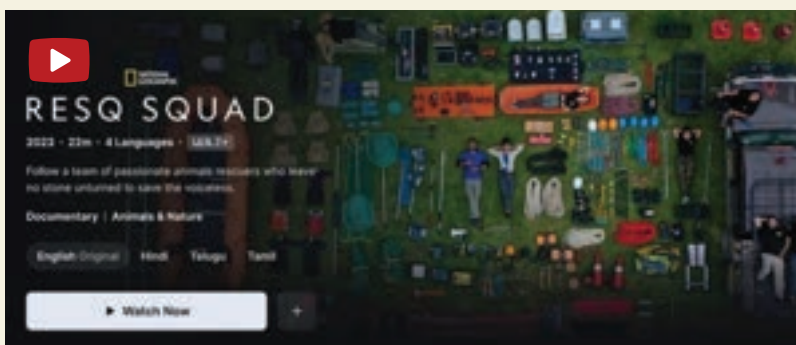 NATIONAL
GEOGRAPHIC
RESQ SQUAD
2023 • 22m • 4 Languages • U/A 7+
Follow a team of passionate animals rescuers who leave
no stone unturned to save the voiceless.
Documentary | Animals & Nature
English Original Hindi Telugu Tamil
Watch Now
+